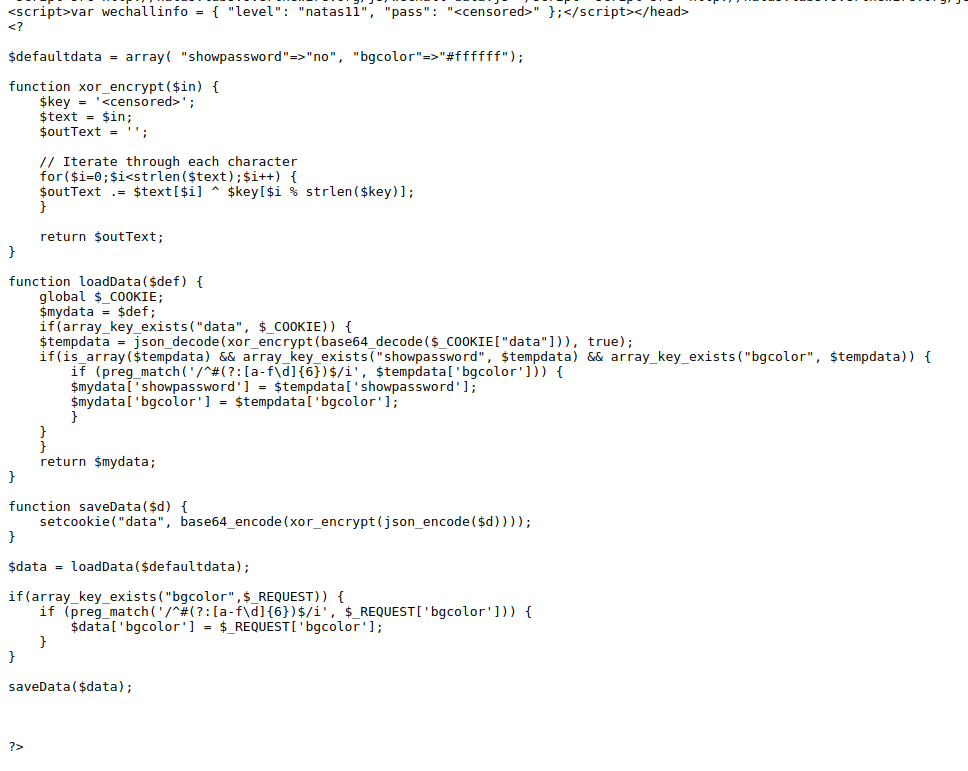 <script>var wechallinfo = { "level": "natas11", "pass": "<censored>" };</script></head>
<?
$defaultdata = array( "showpassword"=>"no", "bgcolor"=>"#ffffff");
function xor_encrypt($in) {
    $key = '<censored>';
    $text = $in;
    $outText = '';
    // Iterate through each character
    for($i=0;$i<strlen($text);$i++) {
    $outText .= $text[$i] ^ $key[$i % strlen($key)];
    }
    return $outText;
}
function loadData($def) {
    global $_COOKIE;
    $mydata = $def;
    if(array_key_exists("data", $_COOKIE)) {
    $tempdata = json_decode(xor_encrypt(base64_decode($_COOKIE["data"])), true);
    if(is_array($tempdata) && array_key_exists("showpassword", $tempdata) && array_key_exists("bgcolor", $tempdata)) {
        if (preg_match('/^#(?:[a-f\d]{6})$/i', $tempdata['bgcolor'])) {
        $mydata['showpassword'] = $tempdata['showpassword'];
        $mydata['bgcolor'] = $tempdata['bgcolor'];
        }
    }
    }
    return $mydata;
}
function saveData($d) {
    setcookie("data", base64_encode(xor_encrypt(json_encode($d))));
}
$data = loadData($defaultdata);
if(array_key_exists("bgcolor",$_REQUEST)) {
    if (preg_match('/^#(?:[a-f\d]{6})$/i', $_REQUEST['bgcolor'])) {
        $data['bgcolor'] = $_REQUEST['bgcolor'];
    }
}
saveData($data);
?>